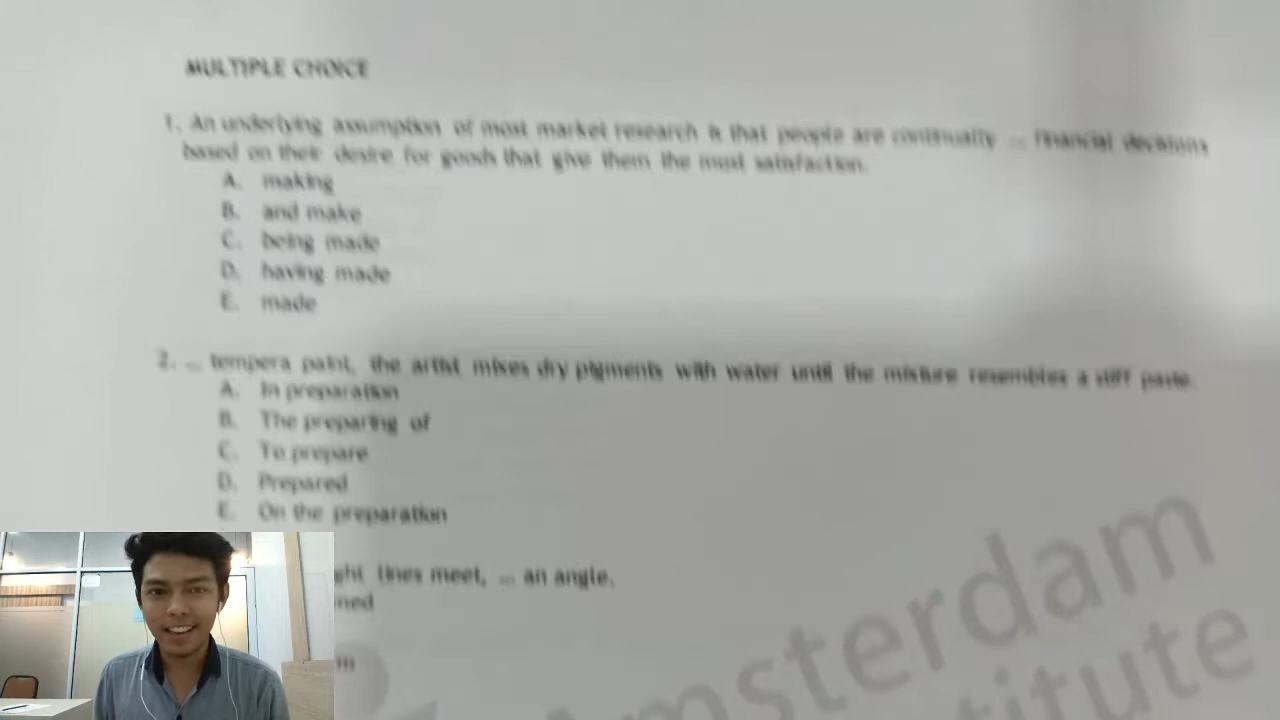 MULTIPLE CHOICE
1. An underlying assumption of most market research is that people are continually ... financial decisions
based on their desire for goods that give them the most satisfaction.
A. making
B. and make
C. being made
D. having made
E. made
2. ... tempera paint, the artist mixes dry pigments with water until the mixture resembles a stiff paste.
A. In preparation
B. The preparing of
C. To prepare
D. Prepared
E. On the preparation
ght lines meet, ... an angle.
med
m
Amsterdam
titute